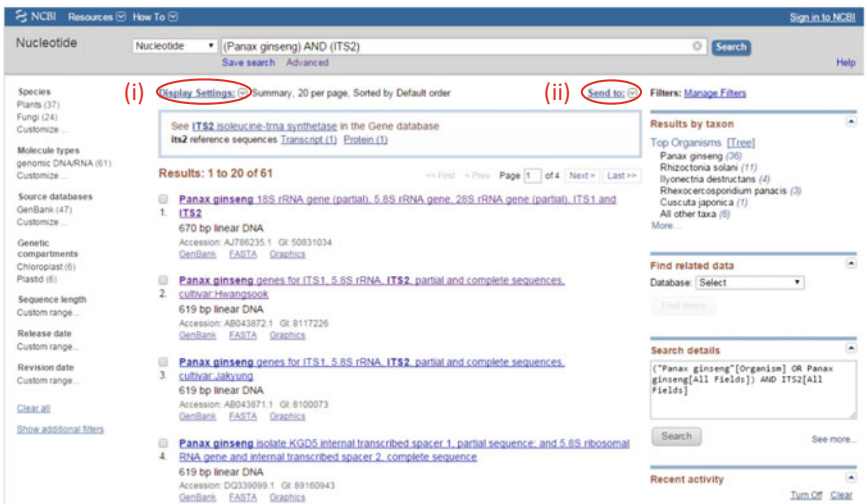 NCBI Resources How To Sign in to NCBI
Nucleotide Nucleotide (Panax ginseng) AND (ITS2) Search
Save search Advanced Help
Species
Plants (37)
Fungi (24)
Customize ...
Molecule types
genomic DNA/RNA (61)
Customize ...
Source databases
GenBank (47)
Customize ...
Genetic
compartments
Chloroplast (6)
Plastid (6)
Sequence length
Custom range...
Release date
Custom range...
Revision date
Custom range...
Clear all
Show additional filters
(i) Display Settings: Summary, 20 per page, Sorted by Default order (ii) Send to:
See ITS2 isoleucine-trna synthetase in the Gene database
its2 reference sequences Transcript (1) Protein (1)
Results: 1 to 20 of 61 << First < Prev Page 1 of 4 Next > Last >>
Panax ginseng 18S rRNA gene (partial), 5.8S rRNA gene, 28S rRNA gene (partial), ITS1 and
1. ITS2
670 bp linear DNA
Accession: AJ786235.1 GI: 50831034
GenBank FASTA Graphics
Panax ginseng genes for ITS1, 5.8S rRNA, ITS2, partial and complete sequences,
2. cultivar:Hwangsook
619 bp linear DNA
Accession: AB043872.1 GI: 8117226
GenBank FASTA Graphics
Panax ginseng genes for ITS1, 5.8S rRNA, ITS2, partial and complete sequences,
3. cultivar:Jakyung
619 bp linear DNA
Accession: AB043871.1 GI: 8100073
GenBank FASTA Graphics
Panax ginseng isolate KGD5 internal transcribed spacer 1, partial sequence; and 5.8S ribosomal
4. RNA gene and internal transcribed spacer 2, complete sequence
619 bp linear DNA
Accession: DQ339099.1 GI: 89160943
GenBank FASTA Graphics
Filters: Manage Filters
Results by taxon
Top Organisms [Tree]
Panax ginseng (36)
Rhizoctonia solani (11)
Ilyonectria destructans (4)
Rhexocercosporidium panacis (3)
Cuscuta japonica (1)
All other taxa (6)
More...
Find related data
Database: Select
Find items
Search details
("Panax ginseng"[Organism] OR Panax
ginseng[All Fields]) AND ITS2[All
Fields]
Search See more...
Recent activity
Turn Off Clear